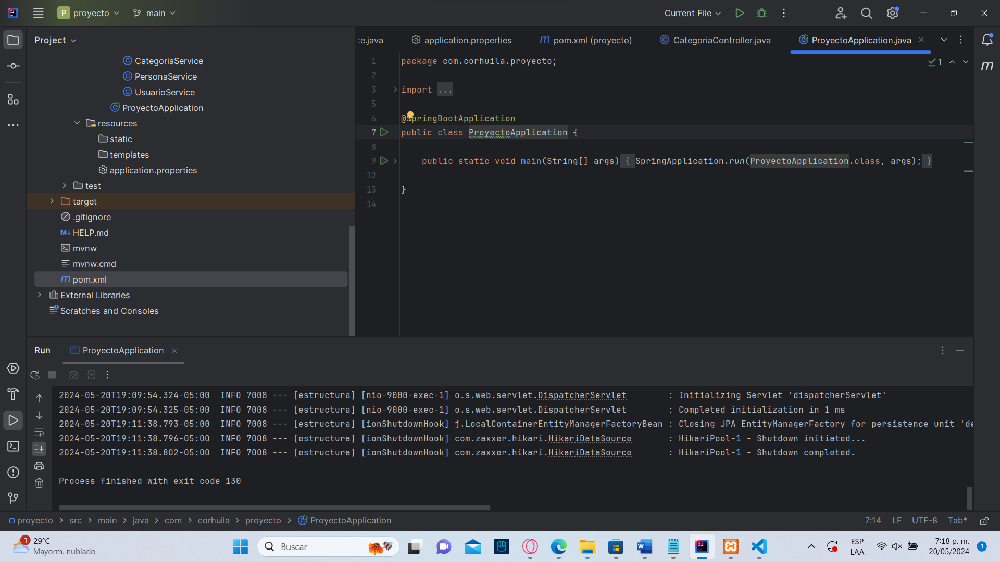 P proyecto main Current File
Project
CategoriaService
PersonaService
UsuarioService
ProyectoApplication
resources
static
templates
application.properties
test
target
.gitignore
M↓ HELP.md
mvnw
mvnw.cmd
m pom.xml
External Libraries
Scratches and Consoles
ce.java application.properties m pom.xml (proyecto) CategoriaController.java ProyectoApplication.java
1 package com.corhuila.proyecto;
2
3 import ...
5
6 @SpringBootApplication
7 public class ProyectoApplication {
8
9 public static void main(String[] args) { SpringApplication.run(ProyectoApplication.class, args); }
12
13 }
14
1
m
Run ProyectoApplication
2024-05-20T19:09:54.324-05:00 INFO 7008 --- [estructura] [nio-9000-exec-1] o.s.web.servlet.DispatcherServlet : Initializing Servlet 'dispatcherServlet'
2024-05-20T19:09:54.325-05:00 INFO 7008 --- [estructura] [nio-9000-exec-1] o.s.web.servlet.DispatcherServlet : Completed initialization in 1 ms
2024-05-20T19:11:38.793-05:00 INFO 7008 --- [estructura] [ionShutdownHook] j.LocalContainerEntityManagerFactoryBean : Closing JPA EntityManagerFactory for persistence unit 'de
2024-05-20T19:11:38.796-05:00 INFO 7008 --- [estructura] [ionShutdownHook] com.zaxxer.hikari.HikariDataSource : HikariPool-1 - Shutdown initiated...
2024-05-20T19:11:38.802-05:00 INFO 7008 --- [estructura] [ionShutdownHook] com.zaxxer.hikari.HikariDataSource : HikariPool-1 - Shutdown completed.
Process finished with exit code 130
proyecto > src > main > java > com > corhuila > proyecto > ProyectoApplication 7:14 LF UTF-8 Tab*
1
29°C
Mayorm. nublado
Buscar
ESP
LAA
7:18 p. m.
20/05/2024
1